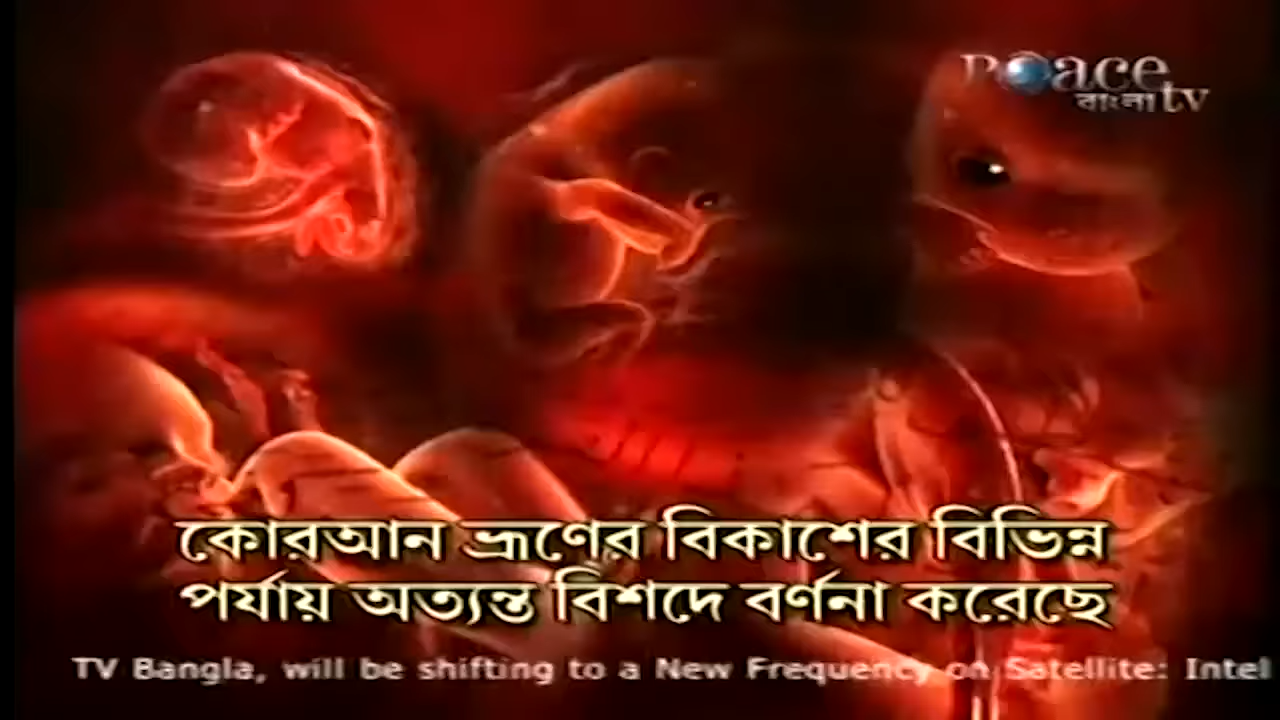 Peace
বাংলা tv
কোরআন ভ্রূণের বিকাশের বিভিন্ন
পর্যায় অত্যন্ত বিশদে বর্ণনা করেছে
TV Bangla, will be shifting to a New Frequency on Satellite: Intel